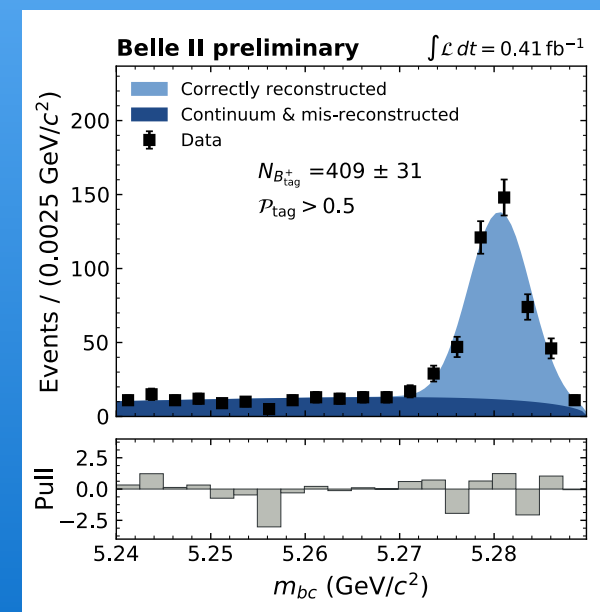 Belle II preliminary ∫ℒ dt = 0.41 fb⁻¹
Correctly reconstructed
Continuum & mis-reconstructed
Data
N_{B⁺_tag} =409 ± 31
𝒫_tag > 0.5
Events / (0.0025 GeV/c²)
200
150
100
50
0
Pull
2.5
0.0
−2.5
5.24 5.25 5.26 5.27 5.28
m_{bc} (GeV/c²)